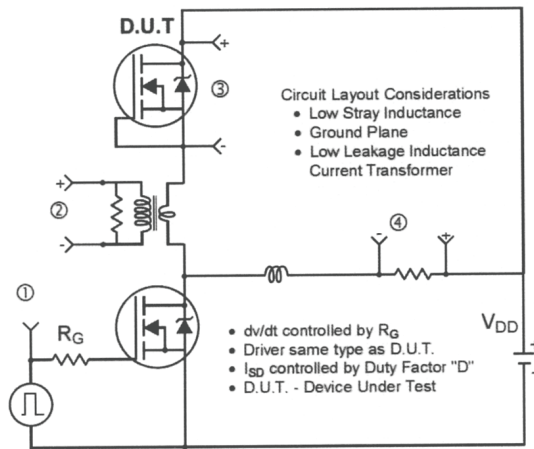 D.U.T
+
③
-
Circuit Layout Considerations
• Low Stray Inductance
• Ground Plane
• Low Leakage Inductance
Current Transformer
+
②
-
④
- +
①
RG
VDD
+
-
• dv/dt controlled by RG
• Driver same type as D.U.T.
• ISD controlled by Duty Factor "D"
• D.U.T. - Device Under Test